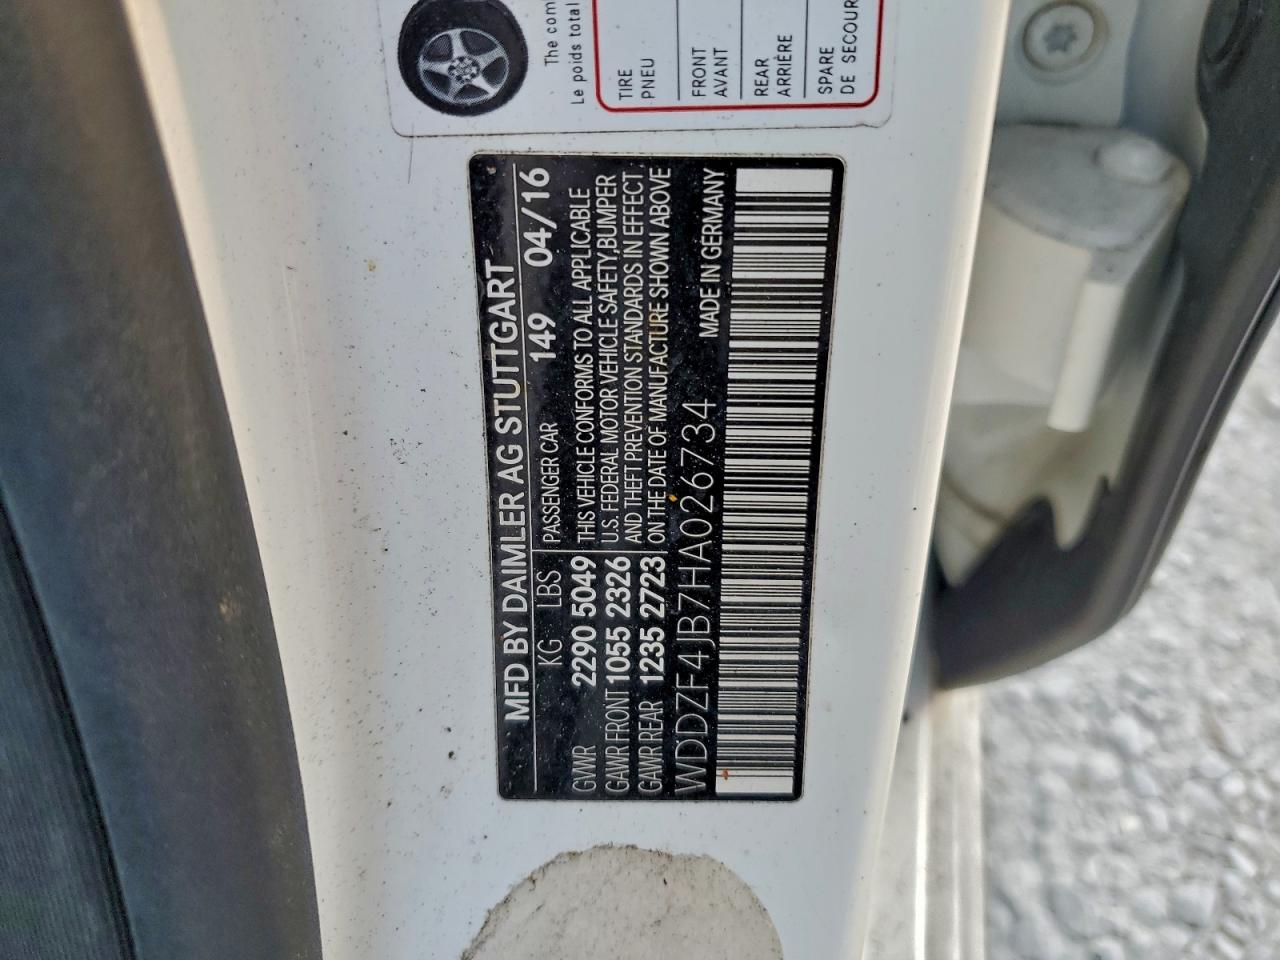 The com
Le poids total
TIRE
PNEU
FRONT
AVANT
REAR
ARRIÈRE
SPARE
DE SECOUR
MFD BY DAIMLER AG STUTTGART
KG LBS PASSENGER CAR 149 04/16
GVWR 2290 5049 THIS VEHICLE CONFORMS TO ALL APPLICABLE
GAWR FRONT 1055 2326 U.S. FEDERAL MOTOR VEHICLE SAFETY,BUMPER
GAWR REAR 1235 2723 AND THEFT PREVENTION STANDARDS IN EFFECT
ON THE DATE OF MANUFACTURE SHOWN ABOVE
WDDZF4JB7HA026734 MADE IN GERMANY